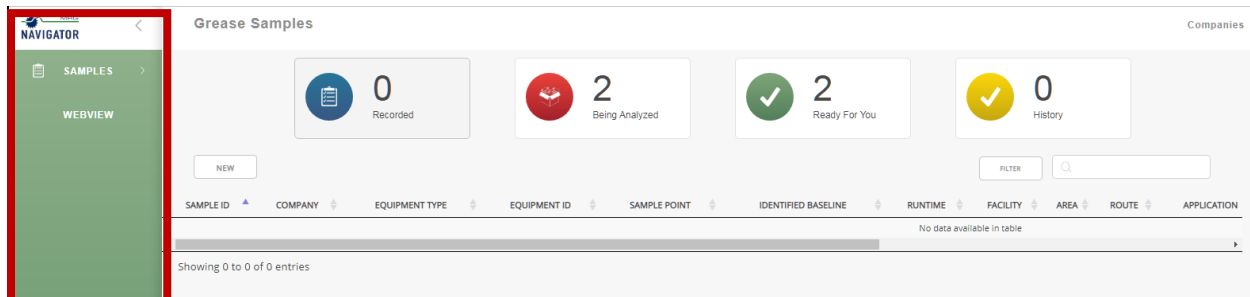 NAVIGATOR
Grease Samples
Companies
SAMPLES
WEBVIEW
0
Recorded
2
Being Analyzed
2
Ready For You
0
History
NEW
FILTER
SAMPLE ID COMPANY EQUIPMENT TYPE EQUIPMENT ID SAMPLE POINT IDENTIFIED BASELINE RUNTIME FACILITY AREA ROUTE APPLICATION
No data available in table
Showing 0 to 0 of 0 entries